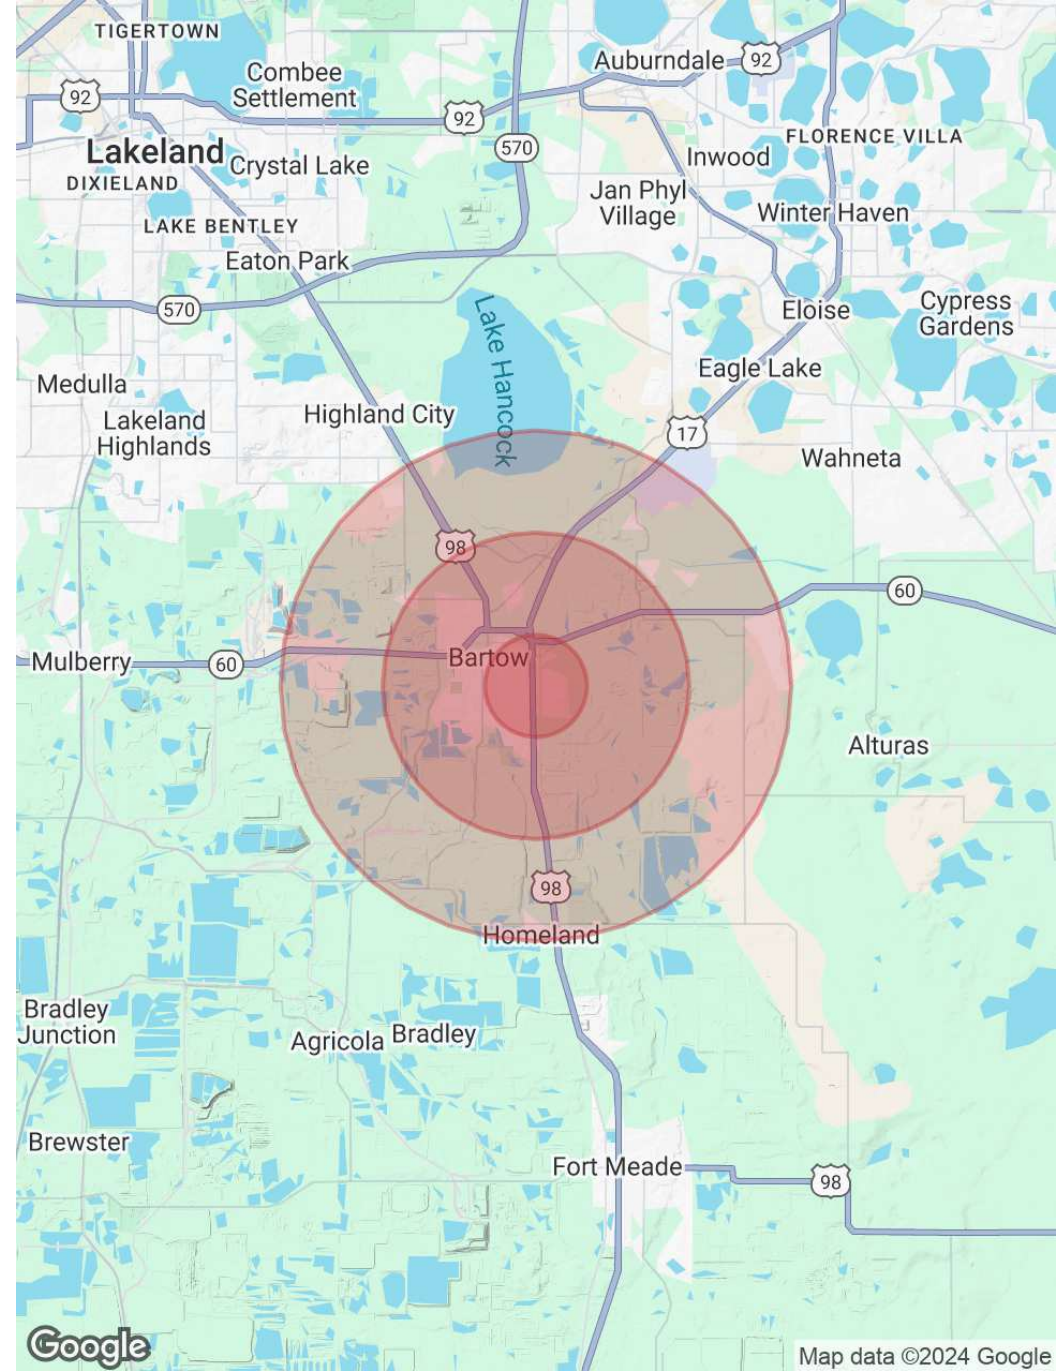 TIGERTOWN
Auburndale
92
Combee
Settlement
92
92
570
FLORENCE VILLA
Lakeland
Crystal Lake
Inwood
DIXIELAND
Jan Phyl
Village
Winter Haven
LAKE BENTLEY
Eaton Park
570
Eloise
Cypress
Gardens
Lake Hancock
Eagle Lake
Medulla
Highland City
Lakeland
Highlands
17
Wahneta
98
60
Bartow
Mulberry
60
Alturas
98
Homeland
Bradley
Junction
Agricola
Bradley
Brewster
Fort Meade
98
Google
Map data ©2024 Google